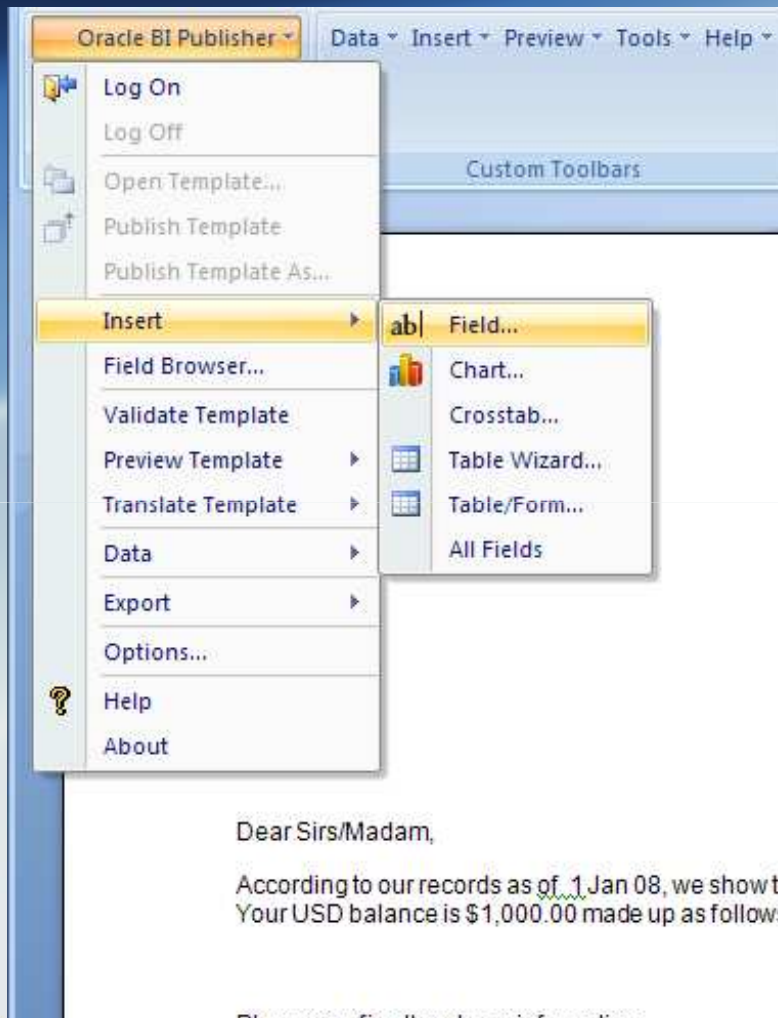 Oracle BI Publisher Data Insert Preview Tools Help
Log On
Log Off
Custom Toolbars
Open Template...
Publish Template
Publish Template As...
Insert
ab Field...
Field Browser...
Chart...
Validate Template
Crosstab...
Preview Template
Table Wizard...
Translate Template
Table/Form...
Data
All Fields
Export
Options...
? Help
About
Dear Sirs/Madam,
According to our records as of 1 Jan 08, we show
Your USD balance is $1,000.00 made up as follows